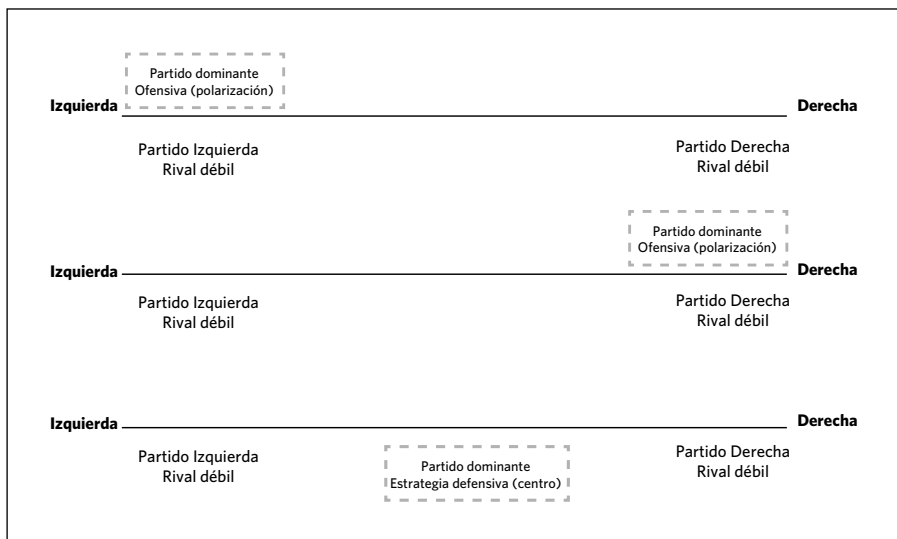 Partido dominante
Ofensiva (polarización)
Izquierda
Derecha
Partido Izquierda
Rival débil
Partido Derecha
Rival débil
Partido dominante
Ofensiva (polarización)
Izquierda
Derecha
Partido Izquierda
Rival débil
Partido Derecha
Rival débil
Izquierda
Derecha
Partido Izquierda
Rival débil
Partido dominante
Estrategia defensiva (centro)
Partido Derecha
Rival débil